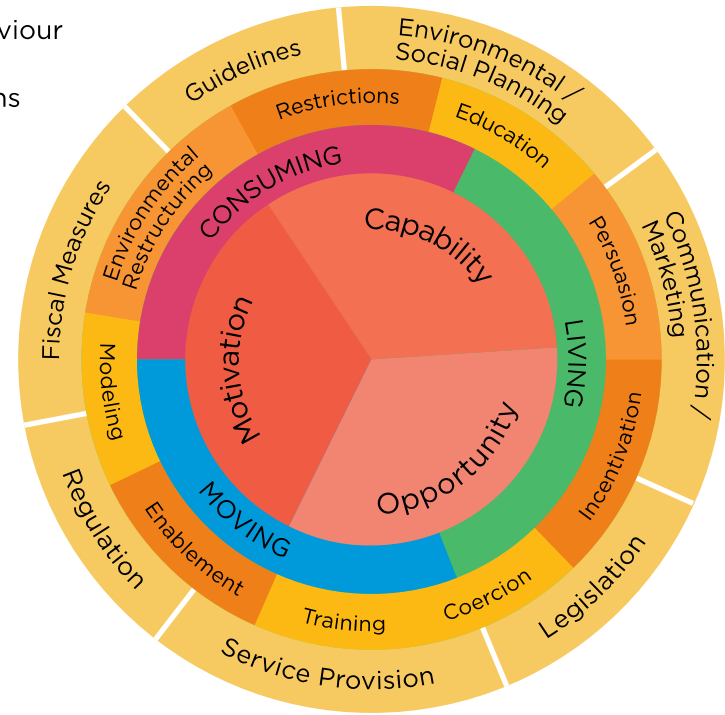 viour
ns
Guidelines
Environmental /
Social Planning
Communication /
Marketing
Legislation
Service Provision
Regulation
Fiscal Measures
Restrictions
Education
Persuasion
Incentivation
Coercion
Training
Enablement
Modeling
Environmental
Restructuring
CONSUMING
LIVING
MOVING
Capability
Opportunity
Motivation